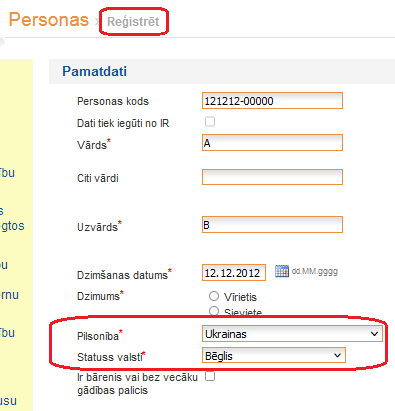 Personas › Reģistrēt
Pamatdati
Personas kods 121212-00000
Dati tiek iegūti no IR
Vārds* A
ību
Citi vārdi
s
gtos
Uzvārds* B
bu
Dzimšanas datums* 12.12.2012 dd.MM.gggg
rnu
Dzimums* Vīrietis
Sieviete
ību
Pilsonība* Ukrainas
Statuss valstī* Bēglis
u
Ir bārenis vai bez vecāku
gādības palicis
usu